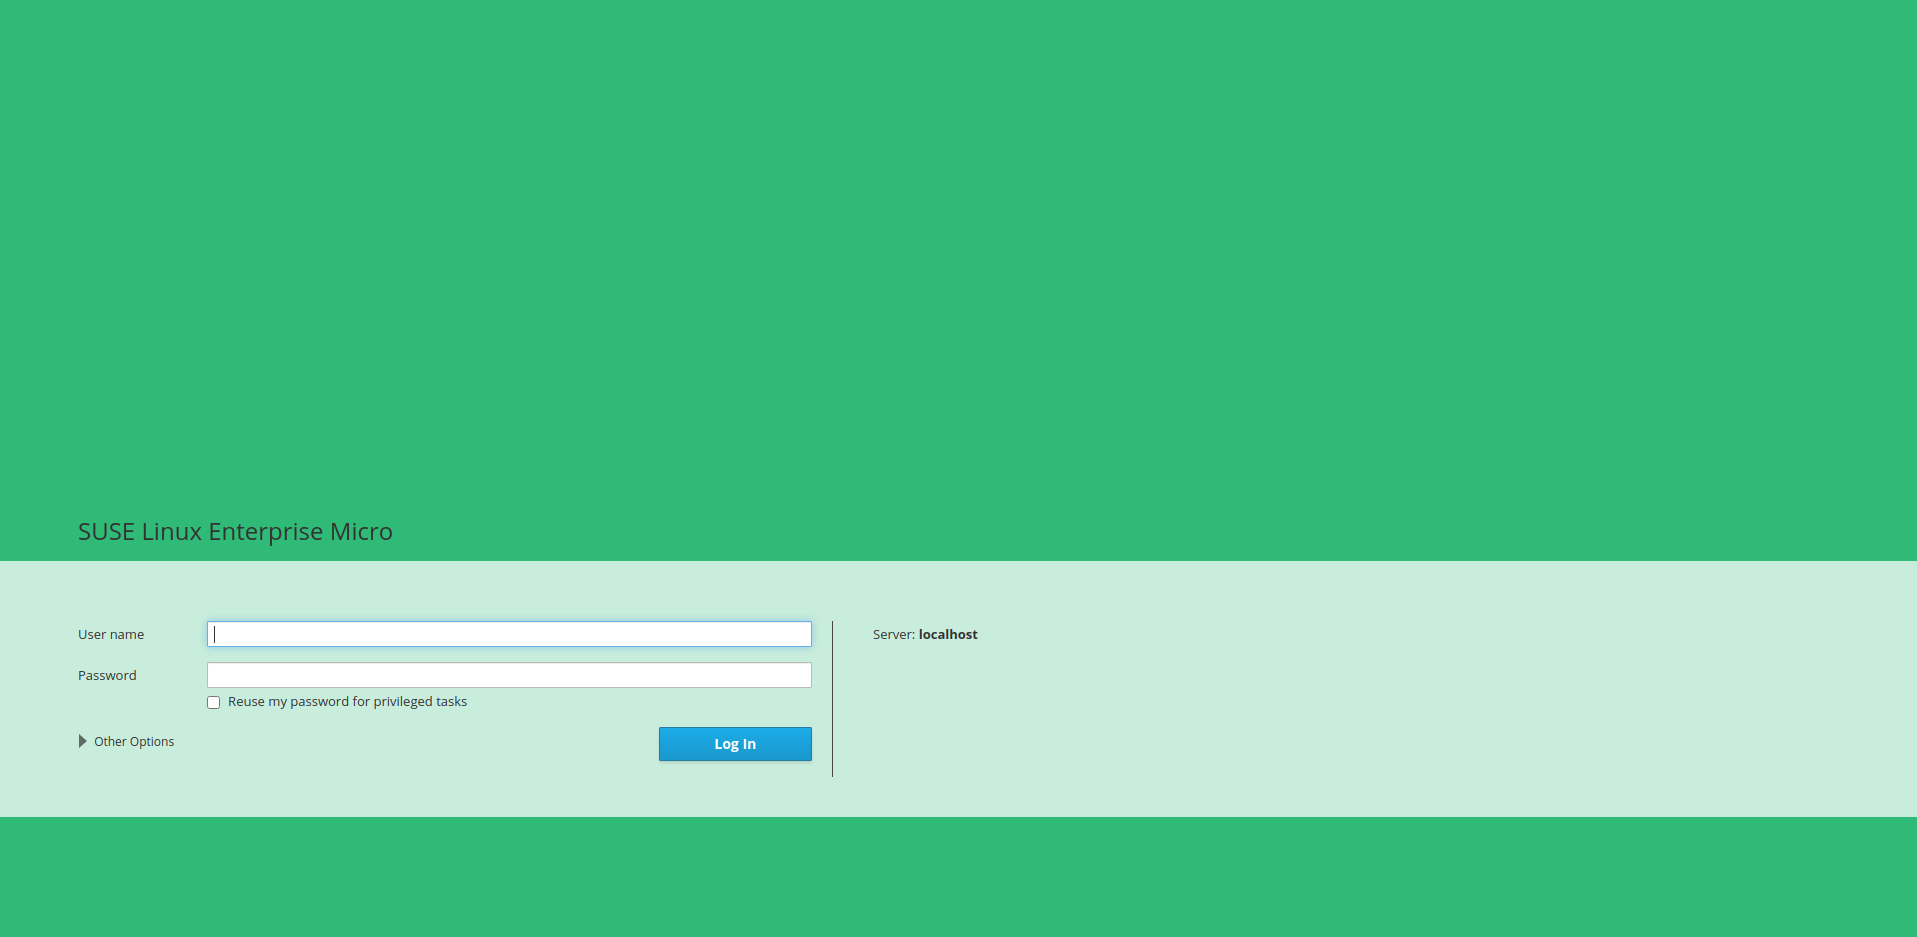 SUSE Linux Enterprise Micro
User name
Password
Reuse my password for privileged tasks
Other Options
Log In
Server: localhost